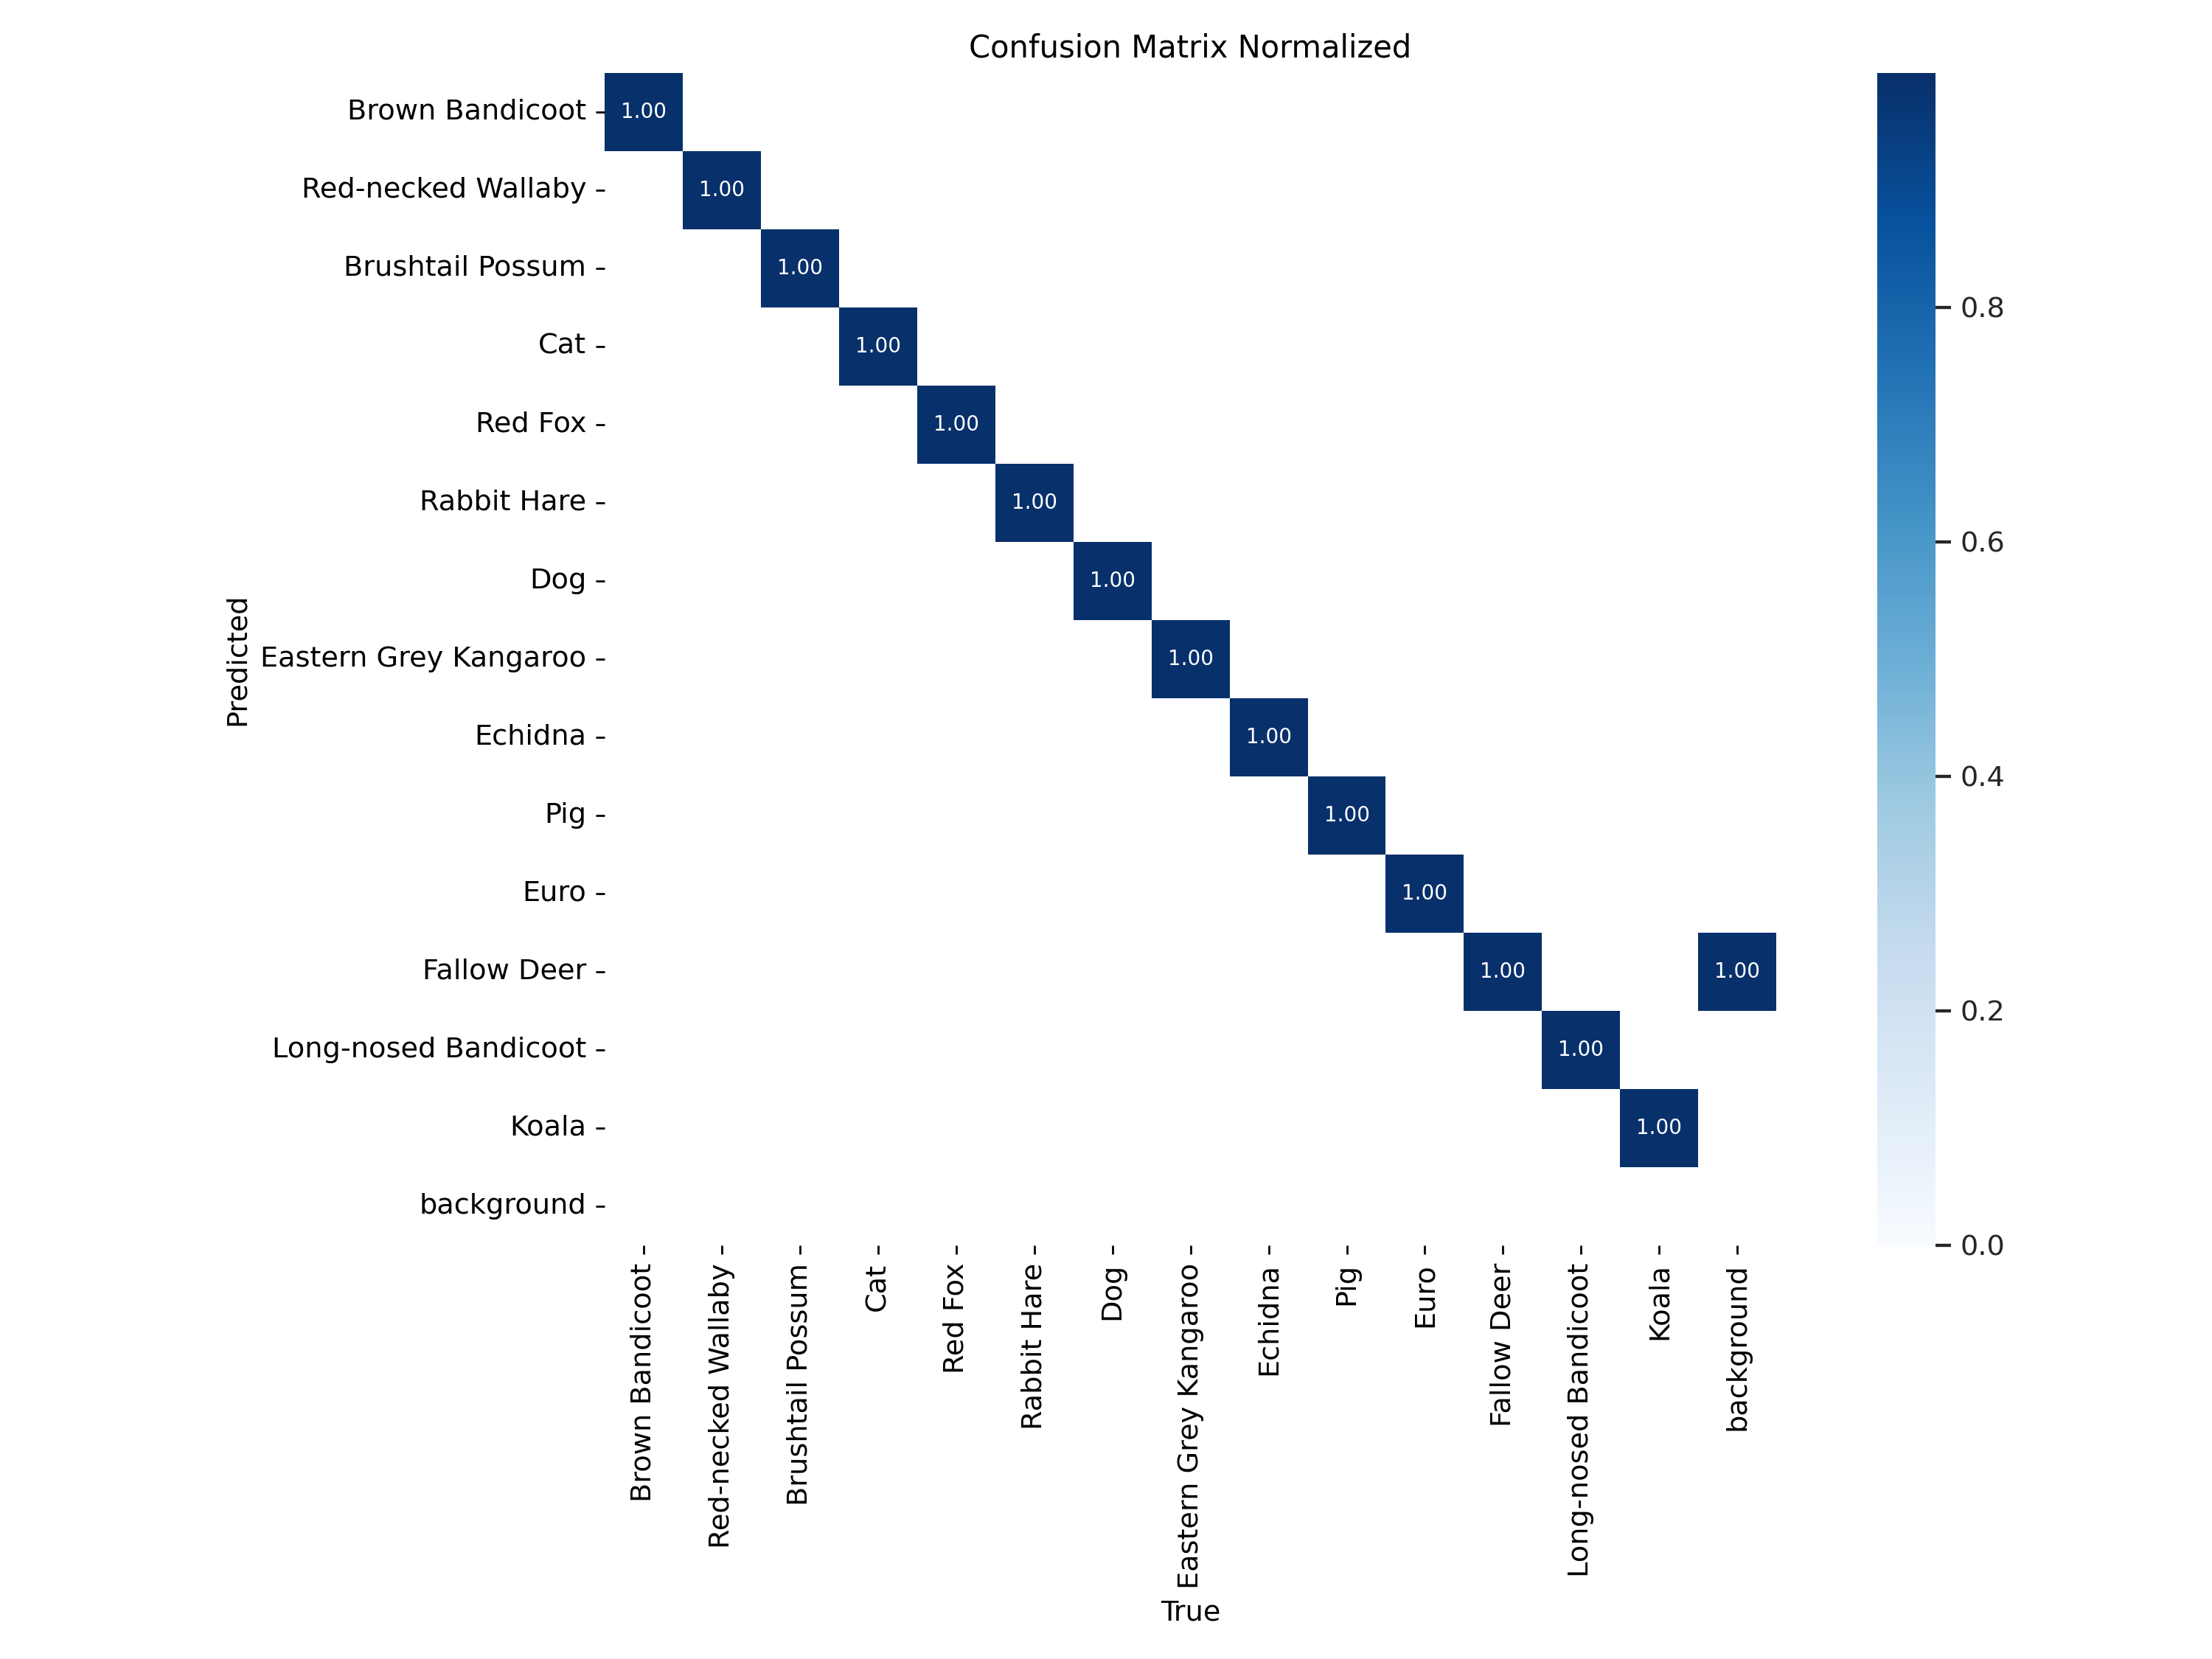 Confusion Matrix Normalized
Brown Bandicoot
1.00
Red-necked Wallaby
1.00
Brushtail Possum
1.00
Cat
1.00
Red Fox
1.00
Rabbit Hare
1.00
Dog
1.00
Eastern Grey Kangaroo
1.00
Echidna
1.00
Pig
1.00
Euro
1.00
Fallow Deer
1.00 1.00
Long-nosed Bandicoot
1.00
Koala
1.00
background
Predicted
Brown Bandicoot
Red-necked Wallaby
Brushtail Possum
Cat
Red Fox
Rabbit Hare
Dog
Eastern Grey Kangaroo
Echidna
Pig
Euro
Fallow Deer
Long-nosed Bandicoot
Koala
background
True
0.8
0.6
0.4
0.2
0.0